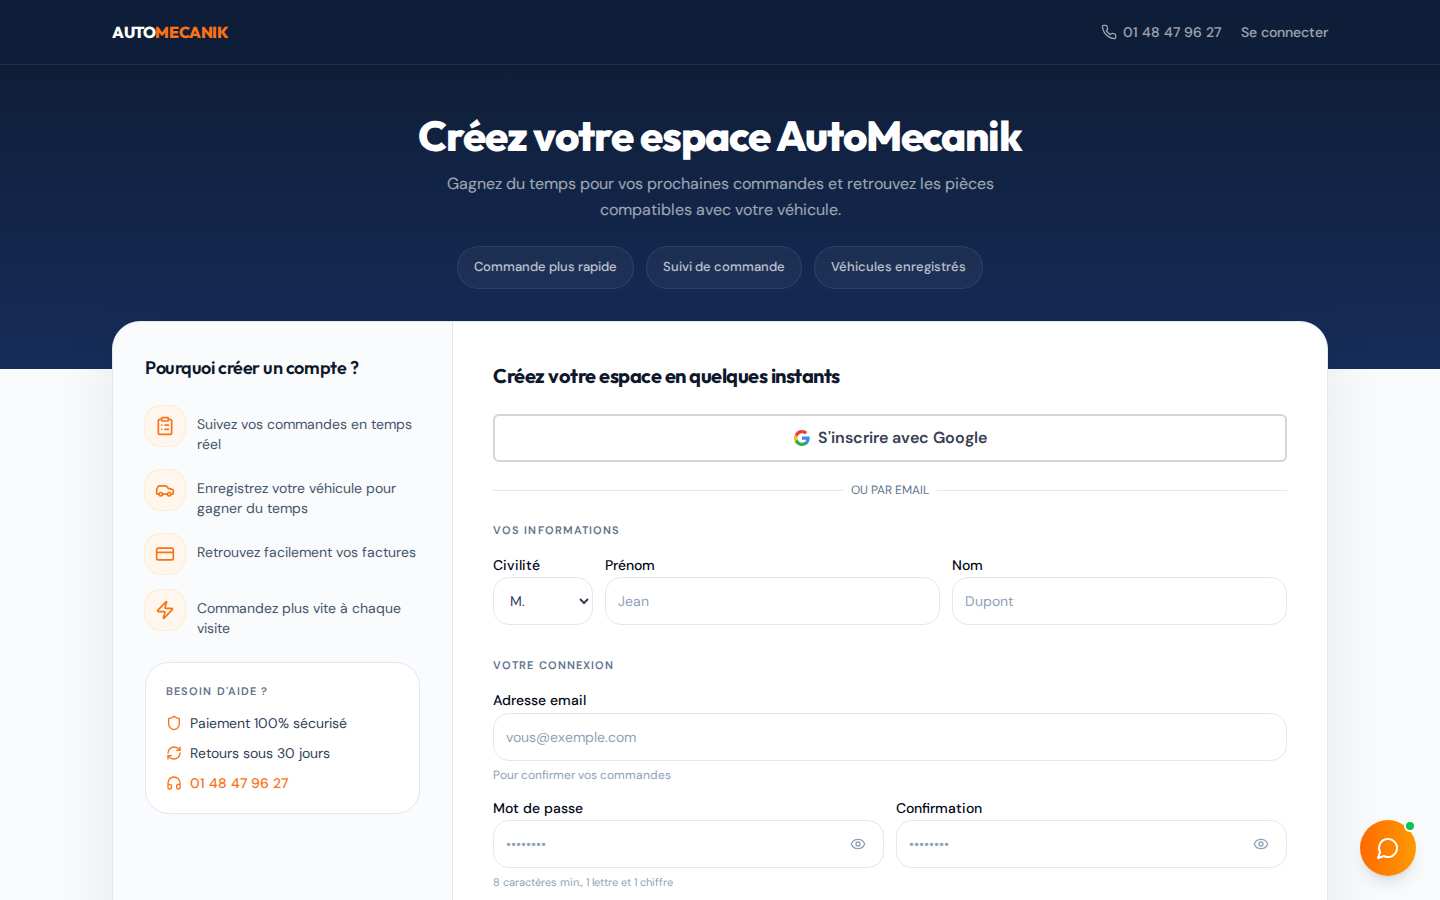 AUTOMECANIK
01 48 47 96 27
Se connecter
Créez votre espace AutoMecanik
Gagnez du temps pour vos prochaines commandes et retrouvez les pièces
compatibles avec votre véhicule.
Commande plus rapide
Suivi de commande
Véhicules enregistrés
Pourquoi créer un compte ?
Suivez vos commandes en temps
réel
Enregistrez votre véhicule pour
gagner du temps
Retrouvez facilement vos factures
Commandez plus vite à chaque
visite
BESOIN D'AIDE ?
Paiement 100% sécurisé
Retours sous 30 jours
01 48 47 96 27
Créez votre espace en quelques instants
S'inscrire avec Google
OU PAR EMAIL
VOS INFORMATIONS
Civilité
Prénom
Nom
M.
Jean
Dupont
VOTRE CONNEXION
Adresse email
vous@exemple.com
Pour confirmer vos commandes
Mot de passe
Confirmation
••••••••
••••••••
8 caractères min., 1 lettre et 1 chiffre